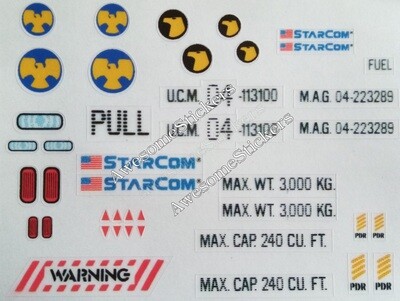 STARCOM
STARCOM
FUEL
U.C.M. 04-113100
M.A.G. 04-223289
PULL
U.C.M. 04-113100
M.A.G. 04-223289
STARCOM
STARCOM
MAX. WT. 3,000 KG.
MAX. WT. 3,000 KG.
MAX. CAP. 240 CU. FT.
MAX. CAP. 240 CU. FT.
PDR
PDR
PDR
PDR
WARNING
AwesomeStickers
AwesomeStickers
AwesomeStickers